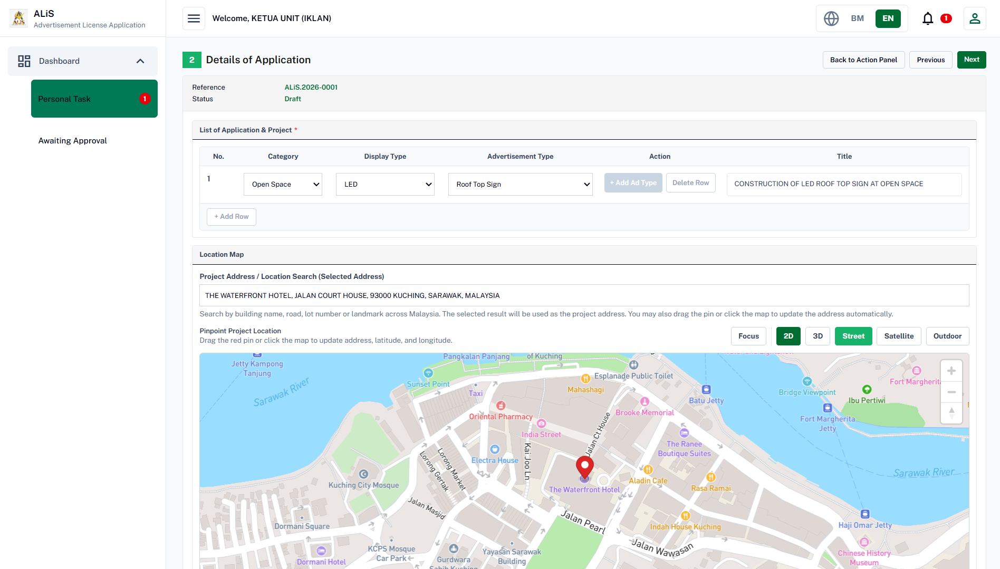 ALiS
Advertisement License Application
Welcome, KETUA UNIT (IKLAN)
BM
EN
1
Dashboard
Personal Task
1
Awaiting Approval
2
Details of Application
Back to Action Panel
Previous
Next
Reference
ALiS.2026-0001
Status
Draft
List of Application & Project *
No.
Category
Display Type
Advertisement Type
Action
Title
1
Open Space
LED
Roof Top Sign
+ Add Ad Type
Delete Row
CONSTRUCTION OF LED ROOF TOP SIGN AT OPEN SPACE
+ Add Row
Location Map
Project Address / Location Search (Selected Address)
THE WATERFRONT HOTEL, JALAN COURT HOUSE, 93000 KUCHING, SARAWAK, MALAYSIA
Search by building name, road, lot number or landmark across Malaysia. The selected result will be used as the project address. You may also drag the pin or click the map to update the address automatically.
Pinpoint Project Location
Drag the red pin or click the map to update address, latitude, and longitude.
Focus
2D
3D
Street
Satellite
Outdoor
Jetty Kampong
Tanjung
Sarawak River
Pangkalan Panjang
of Kuching
Sunset Point
Taxi
Esplanade Public Toilet
Mahashagi
Oriental Pharmacy
India Street
Brooke Memorial
Batu Jetty
Bridge Viewpoint
Ibu Pertiwi
Fort Margherita
Fort Margherita
Jetty
Jalan Ct House
Kai Joo Ln
The Ranee
Boutique Suites
Electra House
Lorong Market
Lorong Gertak
Kuching City Mosque
Aladin Cafe
Rasa Ramai
Sarawak River
The Waterfront Hotel
Jalan Masjid
Jalan Pearl
Dormani Square
Indah House Kuching
Haji Omar Jetty
KCPS Mosque
Car Park
Yayasan Sarawak
Building
Jalan Wawasan
Gurdwara
Sahib Kuching
Dormani Hotel
Chinese History
Museum